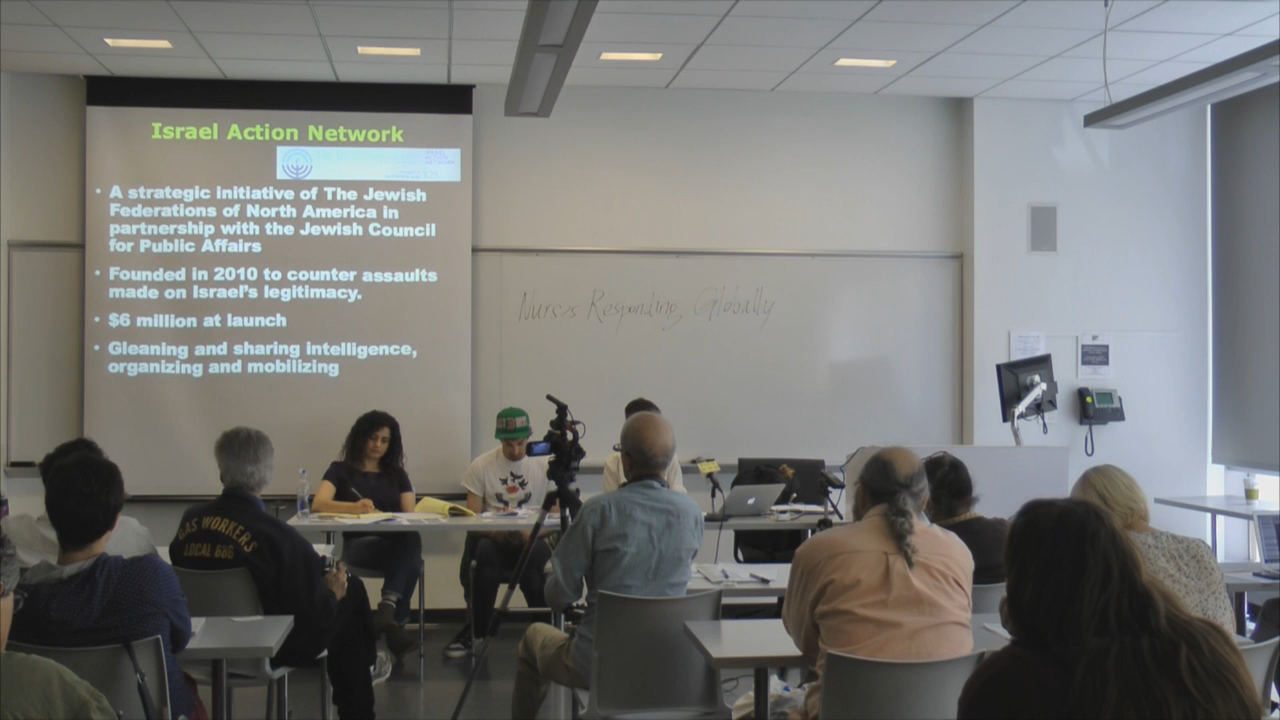 Israel Action Network
• A strategic initiative of The Jewish
Federations of North America in
partnership with the Jewish Council
for Public Affairs
• Founded in 2010 to counter assaults
made on Israel's legitimacy.
• $6 million at launch
• Gleaning and sharing intelligence,
organizing and mobilizing
Nurses Responding Globally
GAS WORKERS
LOCAL 686